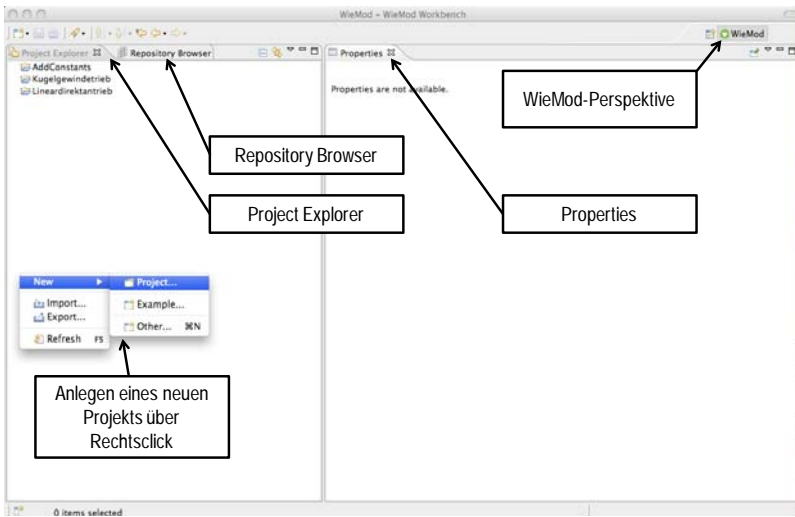 WieMod - WieMod Workbench
WieMod
Project Explorer
Repository Browser
Properties
AddConstants
Kugelgewindetrieb
Lineardirektantrieb
Properties are not available.
WieMod-Perspektive
Repository Browser
Project Explorer
Properties
New
Project...
Import...
Export...
Refresh F5
Example...
Other... ⌘N
Anlegen eines neuen
Projekts über
Rechtsclick
0 items selected